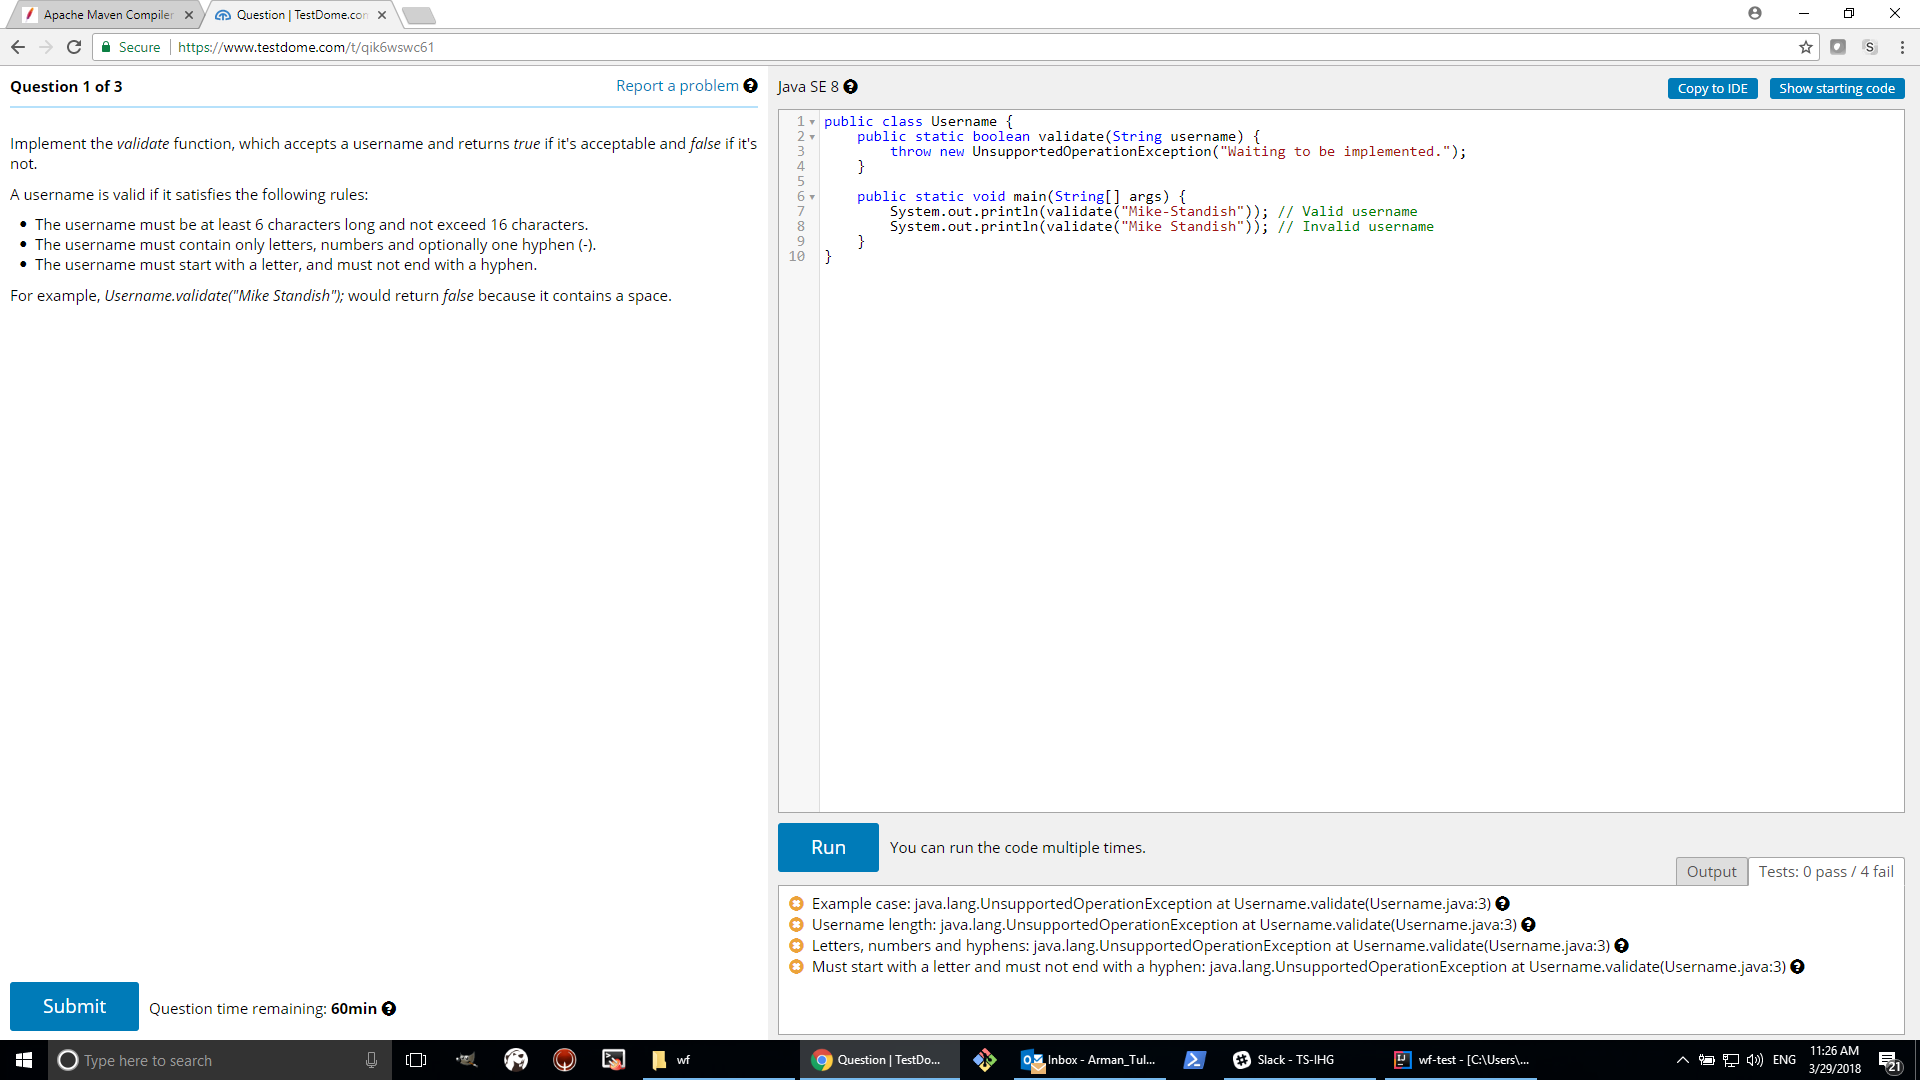 Apache Maven Compiler
Question | TestDome.com
Secure
https://www.testdome.com/t/qik6wswc61
Question 1 of 3
Report a problem
Implement the validate function, which accepts a username and returns true if it's acceptable and false if it's
not.
A username is valid if it satisfies the following rules:
The username must be at least 6 characters long and not exceed 16 characters.
The username must contain only letters, numbers and optionally one hyphen (-).
The username must start with a letter, and must not end with a hyphen.
For example, Username.validate("Mike Standish"); would return false because it contains a space.
Submit
Question time remaining: 60min
Java SE 8
Copy to IDE
Show starting code
1 public class Username {
2 public static boolean validate(String username) {
3 throw new UnsupportedOperationException("Waiting to be implemented.");
4 }
5
6 public static void main(String[] args) {
7 System.out.println(validate("Mike-Standish")); // Valid username
8 System.out.println(validate("Mike Standish")); // Invalid username
9 }
10 }
Run
You can run the code multiple times.
Output
Tests: 0 pass / 4 fail
Example case: java.lang.UnsupportedOperationException at Username.validate(Username.java:3)
Username length: java.lang.UnsupportedOperationException at Username.validate(Username.java:3)
Letters, numbers and hyphens: java.lang.UnsupportedOperationException at Username.validate(Username.java:3)
Must start with a letter and must not end with a hyphen: java.lang.UnsupportedOperationException at Username.validate(Username.java:3)
Type here to search
wf
Question | TestDo...
Inbox - Arman_Tul...
Slack - TS-IHG
wf-test - [C:\Users\...
ENG
11:26 AM
3/29/2018
21